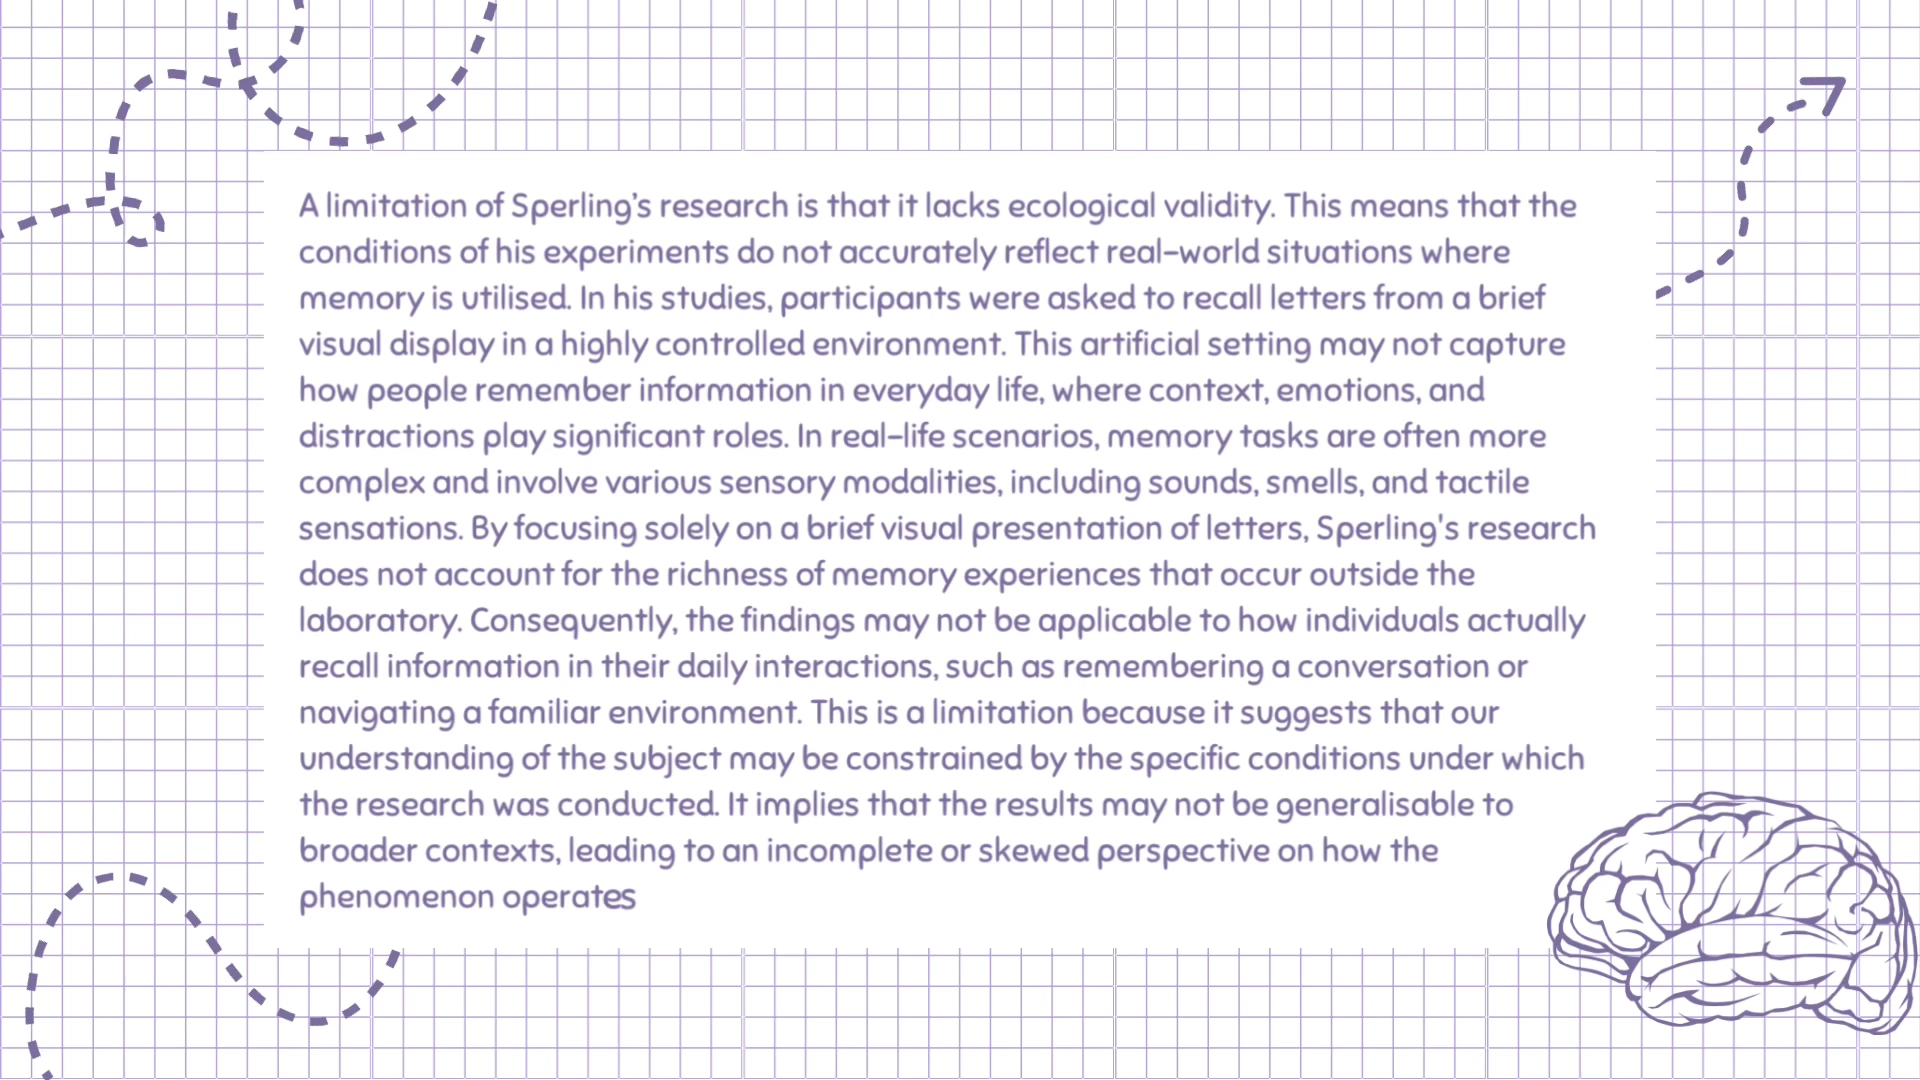 A limitation of Sperling’s research is that it lacks ecological validity. This means that the
conditions of his experiments do not accurately reflect real-world situations where
memory is utilised. In his studies, participants were asked to recall letters from a brief
visual display in a highly controlled environment. This artificial setting may not capture
how people remember information in everyday life, where context, emotions, and
distractions play significant roles. In real-life scenarios, memory tasks are often more
complex and involve various sensory modalities, including sounds, smells, and tactile
sensations. By focusing solely on a brief visual presentation of letters, Sperling's research
does not account for the richness of memory experiences that occur outside the
laboratory. Consequently, the findings may not be applicable to how individuals actually
recall information in their daily interactions, such as remembering a conversation or
navigating a familiar environment. This is a limitation because it suggests that our
understanding of the subject may be constrained by the specific conditions under which
the research was conducted. It implies that the results may not be generalisable to
broader contexts, leading to an incomplete or skewed perspective on how the
phenomenon operates